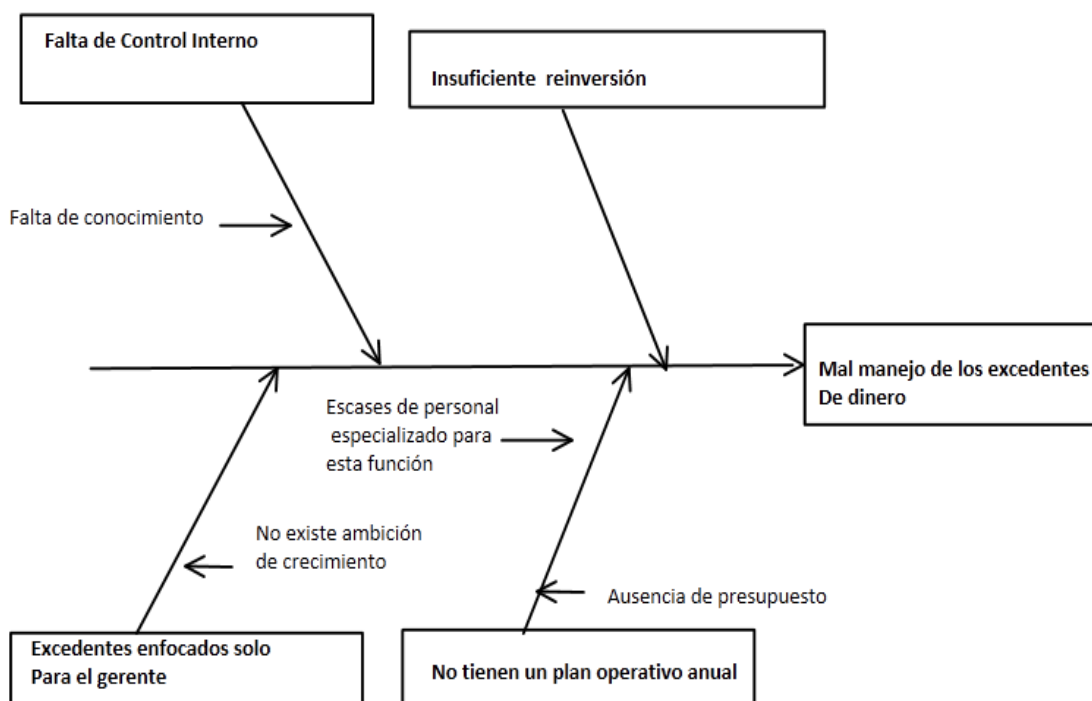 Falta de Control Interno
Insuficiente reinversión
Falta de conocimiento
Mal manejo de los excedentes
De dinero
Escases de personal
especializado para
esta función
No existe ambición
de crecimiento
Ausencia de presupuesto
Excedentes enfocados solo
Para el gerente
No tienen un plan operativo anual